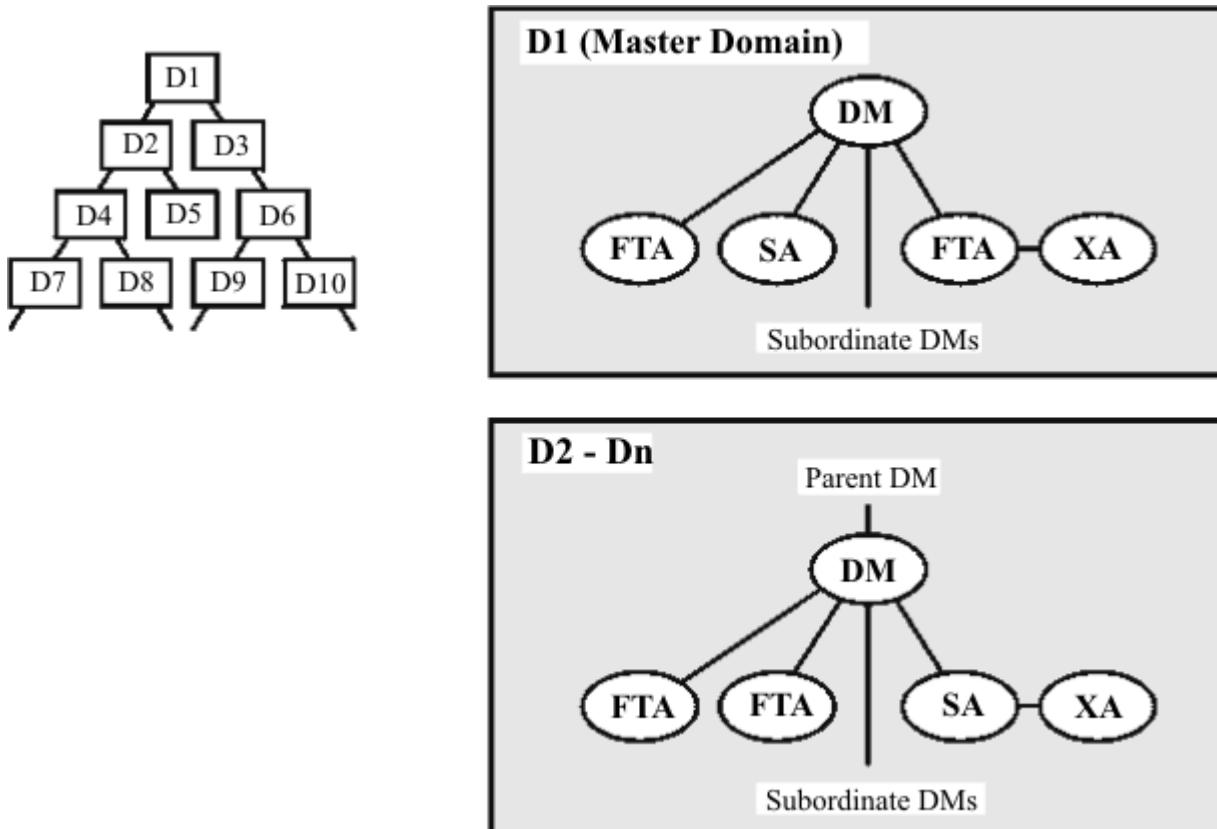 D1
D2 D3
D4 D5 D6
D7 D8 D9 D10
D1 (Master Domain)
DM
FTA SA FTA XA
Subordinate DMs
D2 - Dn
Parent DM
DM
FTA FTA SA XA
Subordinate DMs